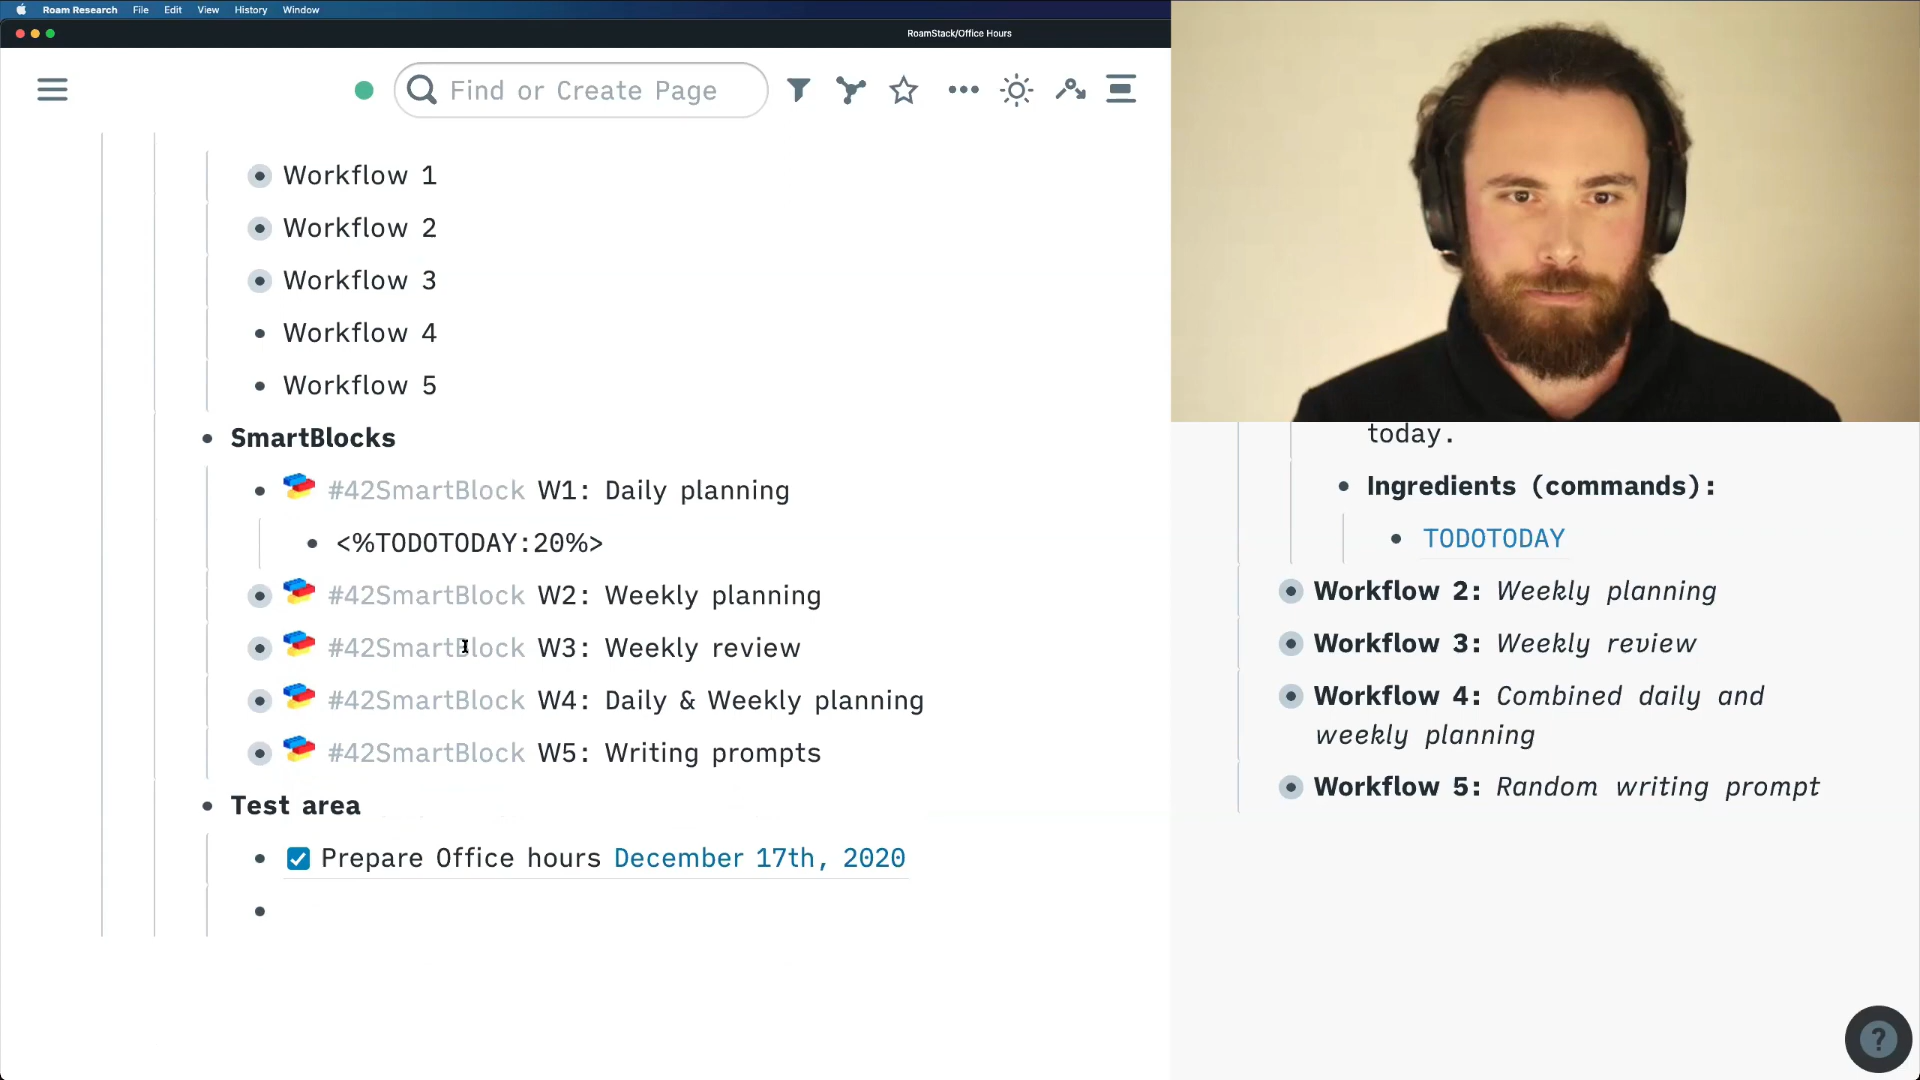 Roam Research File Edit View History Window
RoamStack/Office Hours
Find or Create Page
Workflow 1
Workflow 2
Workflow 3
Workflow 4
Workflow 5
SmartBlocks
#42SmartBlock W1: Daily planning
<%TODOTODAY:20%>
#42SmartBlock W2: Weekly planning
#42SmartBlock W3: Weekly review
#42SmartBlock W4: Daily & Weekly planning
#42SmartBlock W5: Writing prompts
Test area
Prepare Office hours December 17th, 2020
today.
Ingredients (commands):
TODOTODAY
Workflow 2: Weekly planning
Workflow 3: Weekly review
Workflow 4: Combined daily and
weekly planning
Workflow 5: Random writing prompt
?